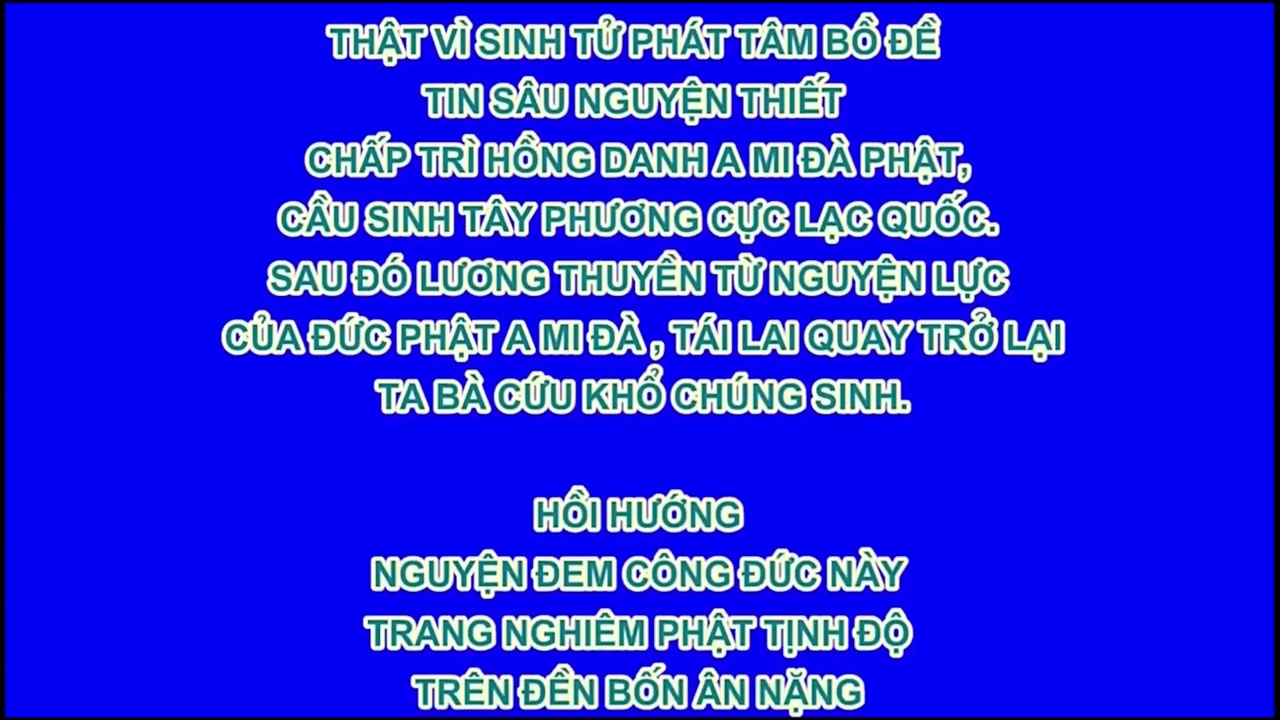 THẬT VÌ SINH TỬ PHÁT TÂM BỒ ĐỀ
TIN SÂU NGUYỆN THIẾT
CHẤP TRÌ HỒNG DANH A MI ĐÀ PHẬT,
CẦU SINH TÂY PHƯƠNG CỰC LẠC QUỐC.
SAU ĐÓ LƯƠNG THUYỀN TỪ NGUYỆN LỰC
CỦA ĐỨC PHẬT A MI ĐÀ , TÁI LAI QUAY TRỞ LẠI
TA BÀ CỨU KHỔ CHÚNG SINH.
HỒI HƯỚNG
NGUYỆN ĐEM CÔNG ĐỨC NÀY
TRANG NGHIÊM PHẬT TỊNH ĐỘ
TRÊN ĐỀN BỐN ÂN NẶNG